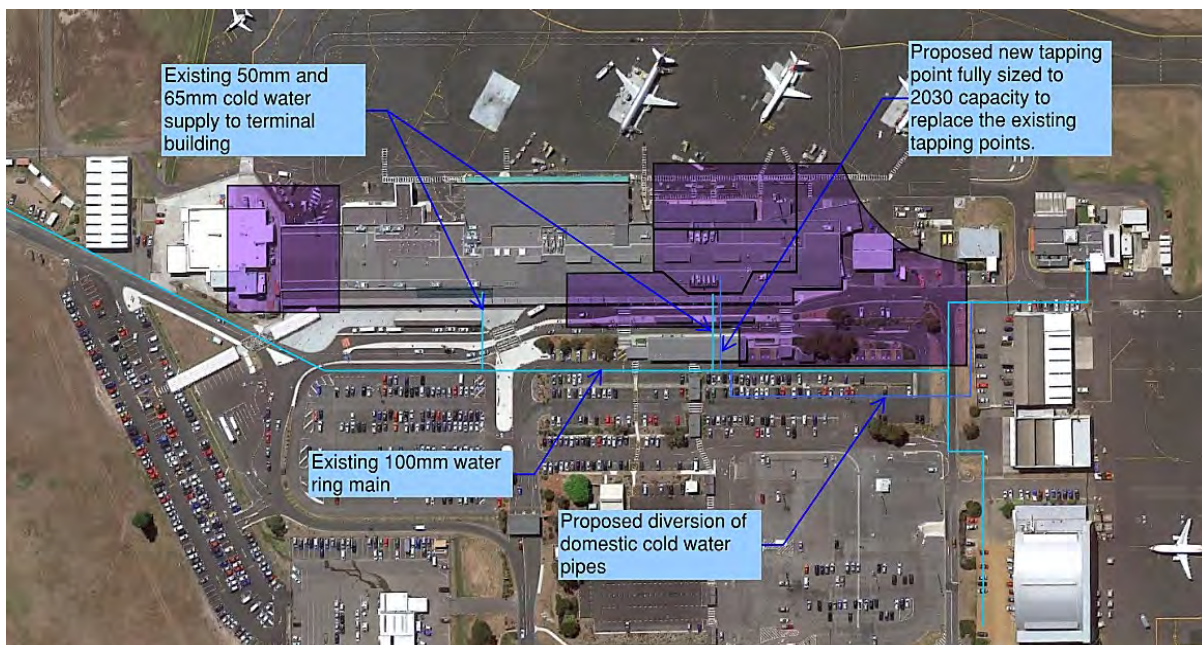 Existing 50mm and
65mm cold water
supply to terminal
building
Proposed new tapping
point fully sized to
2030 capacity to
replace the existing
tapping points.
Existing 100mm water
ring main
Proposed diversion of
domestic cold water
pipes